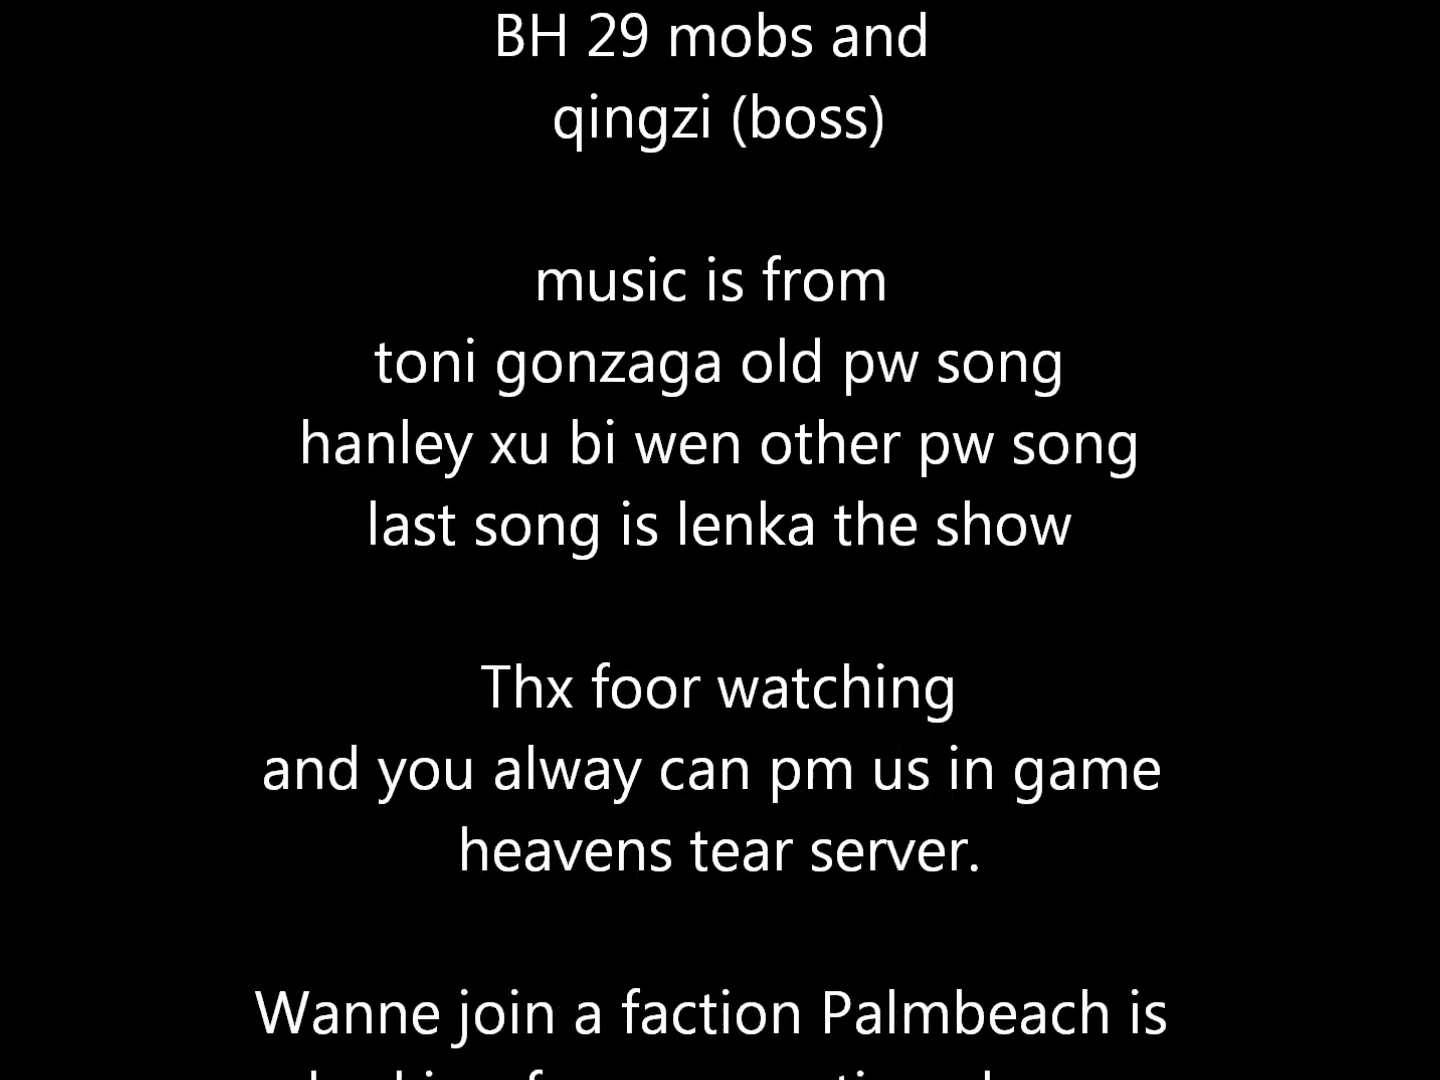 BH 29 mobs and
qingzi (boss)
music is from
toni gonzaga old pw song
hanley xu bi wen other pw song
last song is lenka the show
Thx foor watching
and you alway can pm us in game
heavens tear server.
Wanne join a faction Palmbeach is